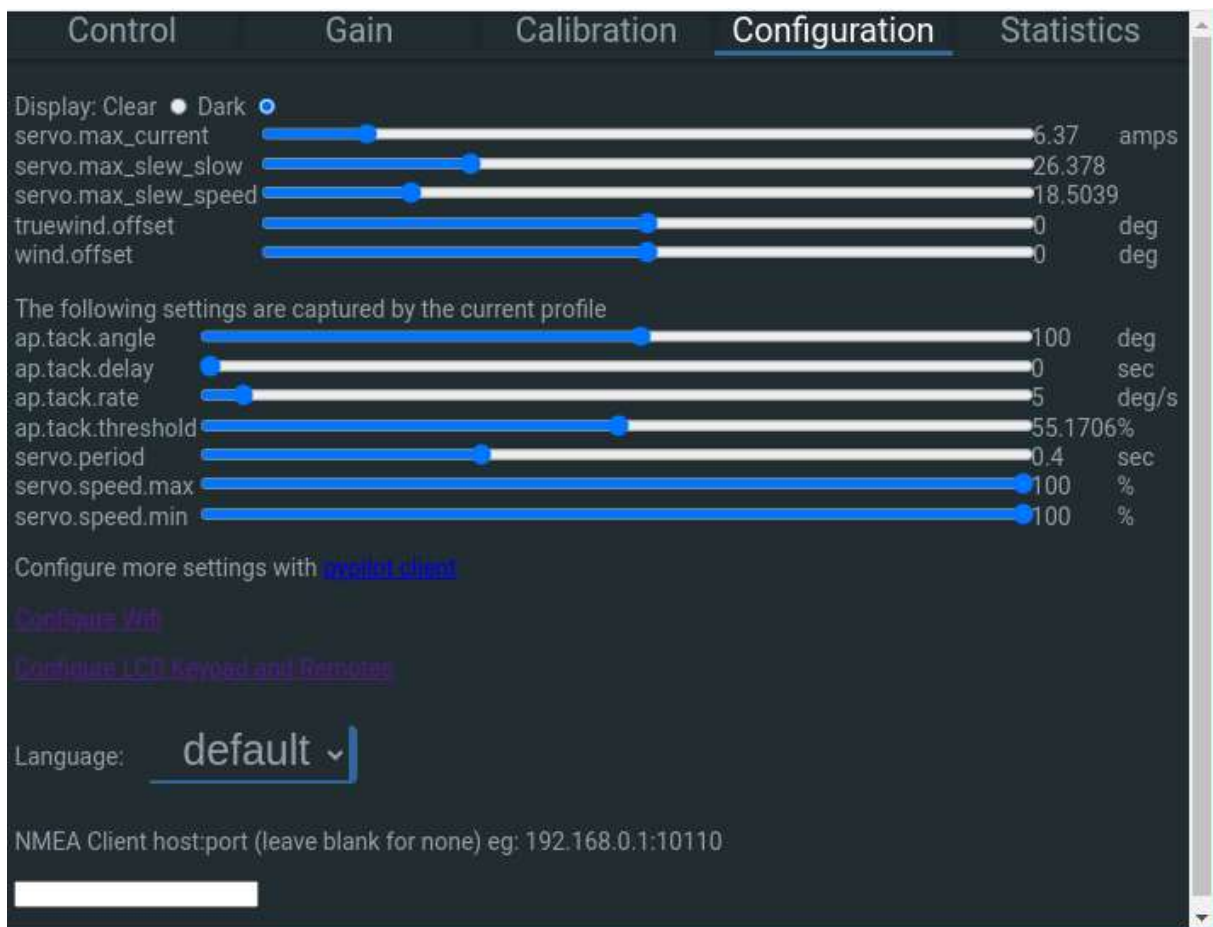 Control Gain Calibration Configuration Statistics
Display: Clear Dark
servo.max_current 6.37 amps
servo.max_slew_slow 26.378
servo.max_slew_speed 18.5039
truewind.offset 0 deg
wind.offset 0 deg
The following settings are captured by the current profile
ap.tack.angle 100 deg
ap.tack.delay 0 sec
ap.tack.rate 5 deg/s
ap.tack.threshold 55.1706%
servo.period 0.4 sec
servo.speed.max 100 %
servo.speed.min 100 %
Configure more settings with pypilot client
Configure Wifi
Configure LCD Keypad and Remotes
Language: default
NMEA Client host:port (leave blank for none) eg: 192.168.0.1:10110